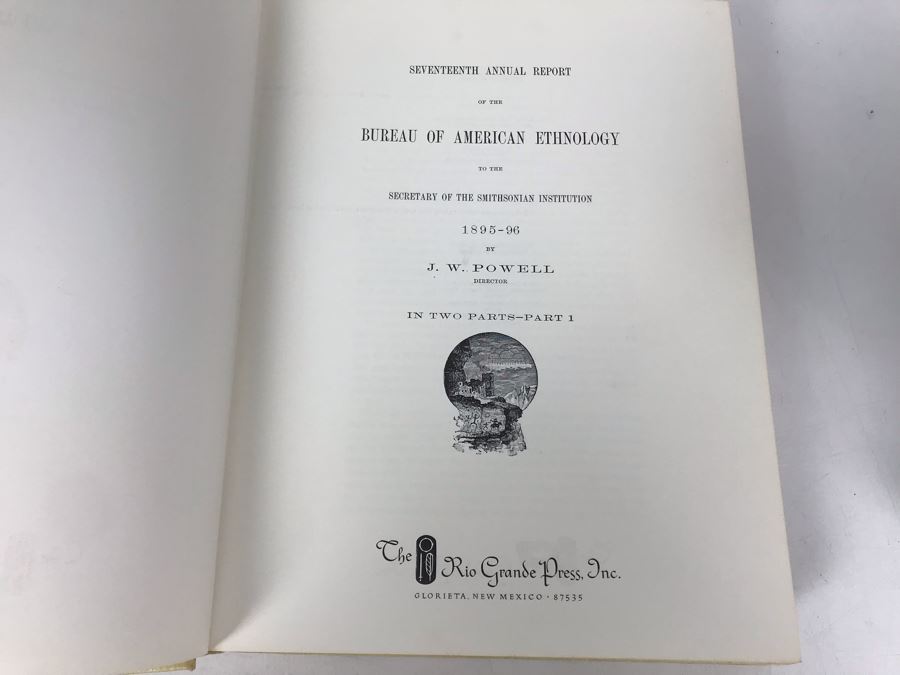 SEVENTEENTH ANNUAL REPORT
OF THE
BUREAU OF AMERICAN ETHNOLOGY
TO THE
SECRETARY OF THE SMITHSONIAN INSTITUTION
1895-96
BY
J. W. POWELL
DIRECTOR
IN TWO PARTS—PART 1
The Rio Grande Press, Inc.
GLORIETA, NEW MEXICO · 87535